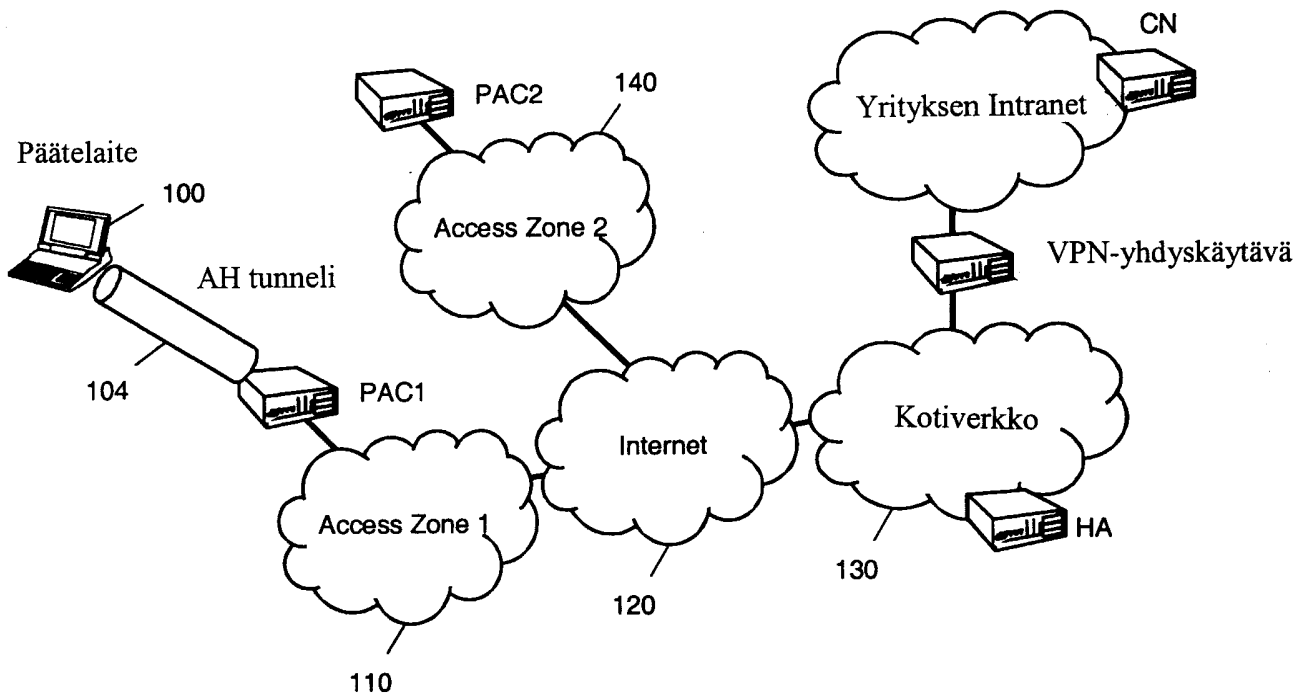 CN
PAC2
140
Yrityksen Intranet
Päätelaite
100
Access Zone 2
VPN-yhdyskäytävä
AH tunneli
104
PAC1
Internet
Kotiverkko
Access Zone 1
HA
130
120
110